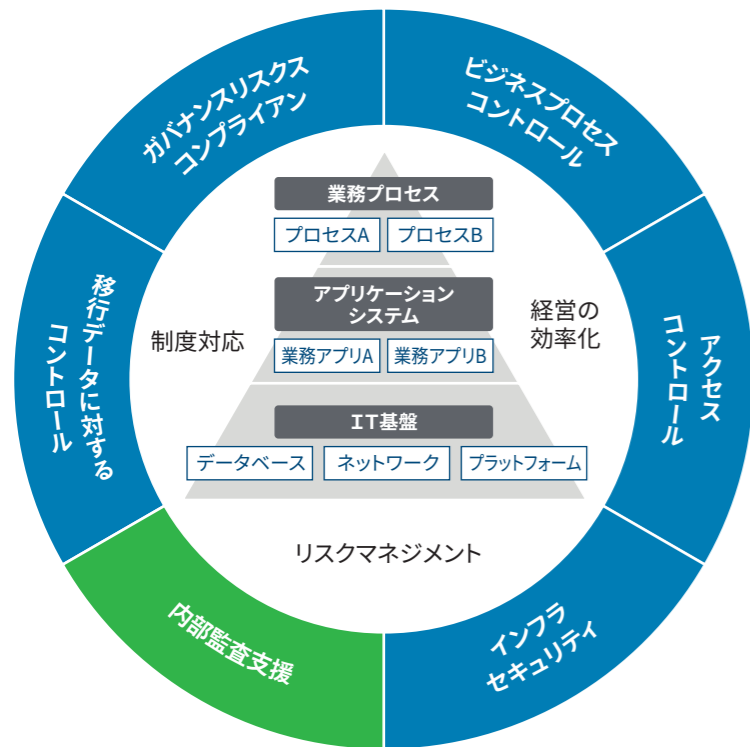 ガバナンスリスクス
コンプライアン
ビジネスプロセス
コントロール
アクセス
コントロール
インフラ
セキュリティ
内部監査支援
移行データに対する
コントロール
業務プロセス
プロセスA
プロセスB
アプリケーション
システム
業務アプリA
業務アプリB
IT基盤
データベース
ネットワーク
プラットフォーム
制度対応
経営の
効率化
リスクマネジメント